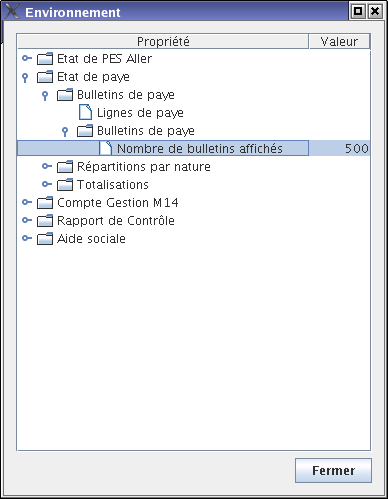 Environnement
Propriété Valeur
Etat de PES Aller
Etat de paye
Bulletins de paye
Lignes de paye
Bulletins de paye
Nombre de bulletins affichés 500
Répartitions par nature
Totalisations
Compte Gestion M14
Rapport de Contrôle
Aide sociale
Fermer